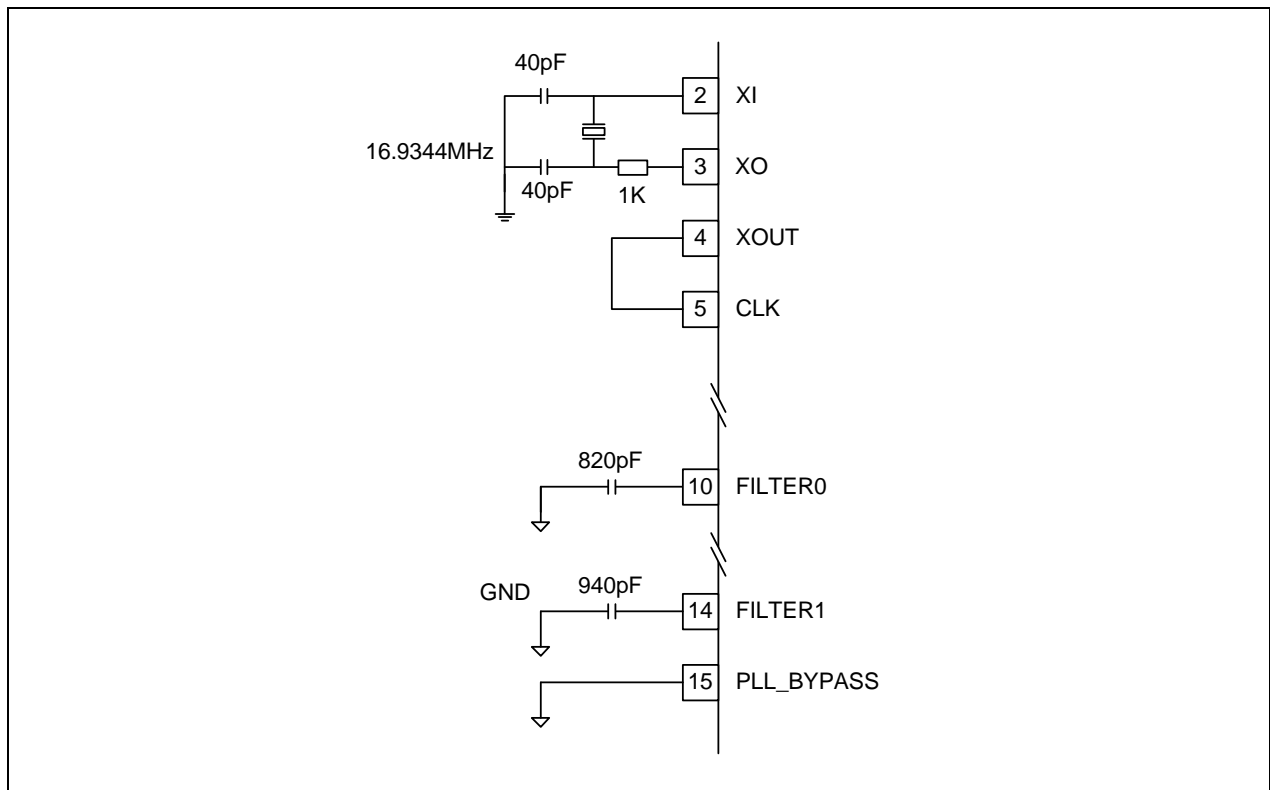 40pF
2 XI
16.9344MHz
3 XO
40pF
1K
4 XOUT
5 CLK
820pF
10 FILTER0
GND
940pF
14 FILTER1
15 PLL_BYPASS